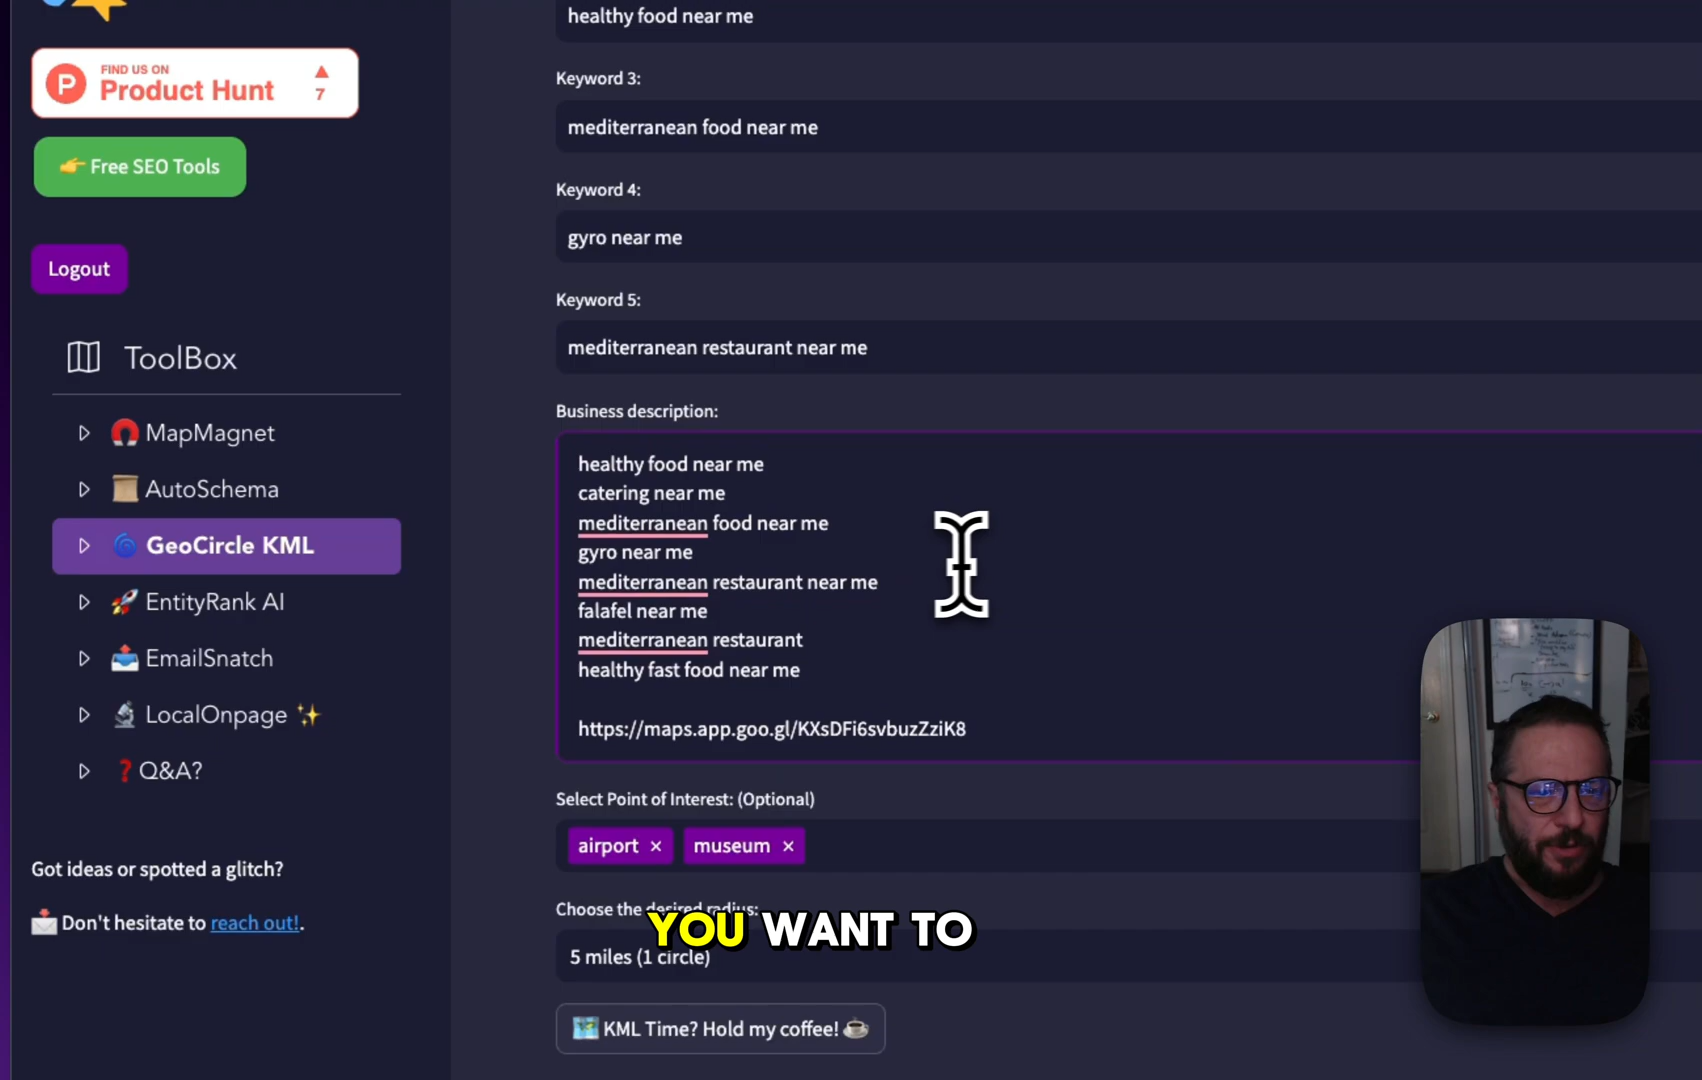 FIND US ON
Product Hunt
7
👉 Free SEO Tools
Logout
ToolBox
MapMagnet
AutoSchema
GeoCircle KML
EntityRank AI
EmailSnatch
LocalOnpage ✨
❓Q&A?
Got ideas or spotted a glitch?
📩 Don't hesitate to reach out!.
healthy food near me
Keyword 3:
mediterranean food near me
Keyword 4:
gyro near me
Keyword 5:
mediterranean restaurant near me
Business description:
healthy food near me
catering near me
mediterranean food near me
gyro near me
mediterranean restaurant near me
falafel near me
mediterranean restaurant
healthy fast food near me
https://maps.app.goo.gl/KXsDFi6svbuzZziK8
Select Point of Interest: (Optional)
airport ×
museum ×
Choose the desired radius:
YOU WANT TO
5 miles (1 circle)
🗺️ KML Time? Hold my coffee! ☕